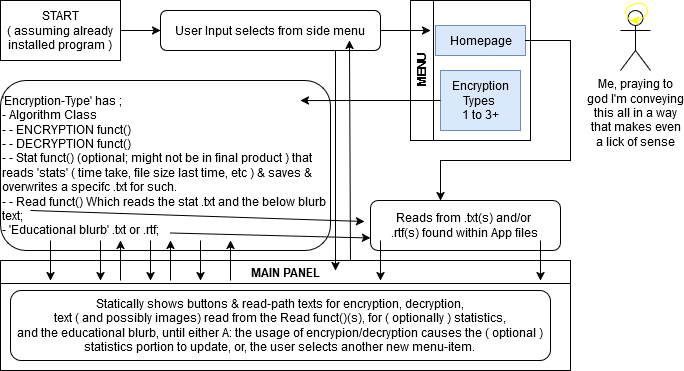 START
( assuming already
installed program )
User Input selects from side menu
MENU
Homepage
Encryption
Types
1 to 3+
Me, praying to
god I'm conveying
this all in a way
that makes even
a lick of sense
'Encryption-Type' has ;
- Algorithm Class
- - ENCRYPTION funct()
- - DECRYPTION funct()
- - Stat funct() (optional; might not be in final product ) that
reads 'stats' ( time take, file size last time, etc ) & saves &
overwrites a specifc .txt for such.
- - Read funct() Which reads the stat .txt and the below blurb
text;
- 'Educational blurb' .txt or .rtf;
Reads from .txt(s) and/or
.rtf(s) found within App files
MAIN PANEL
Statically shows buttons & read-path texts for encryption, decryption,
text ( and possibly images) read from the Read funct()(s), for ( optionally) statistics,
and the educational blurb, until either A: the usage of encrypion/decryption causes the ( optional )
statistics portion to update, or, the user selects another new menu-item.